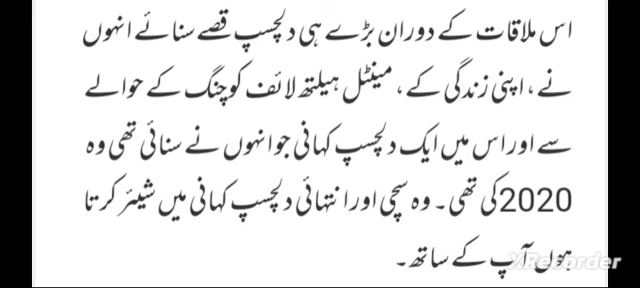 اس ملاقات کے دوران بڑے ہی دلچسپ قصے سنائے انہوں
نے، اپنی زندگی کے، مینٹل ہیلتھ لائف کوچنگ کے حوالے
سے اور اس میں ایک دلچسپ کہانی جو انہوں نے سنائی تھی وہ
2020 کی تھی۔ وہ سچی اور انتہائی دلچسپ کہانی میں شیئر کرتا
ہوں آپ کے ساتھ۔
XRecorder